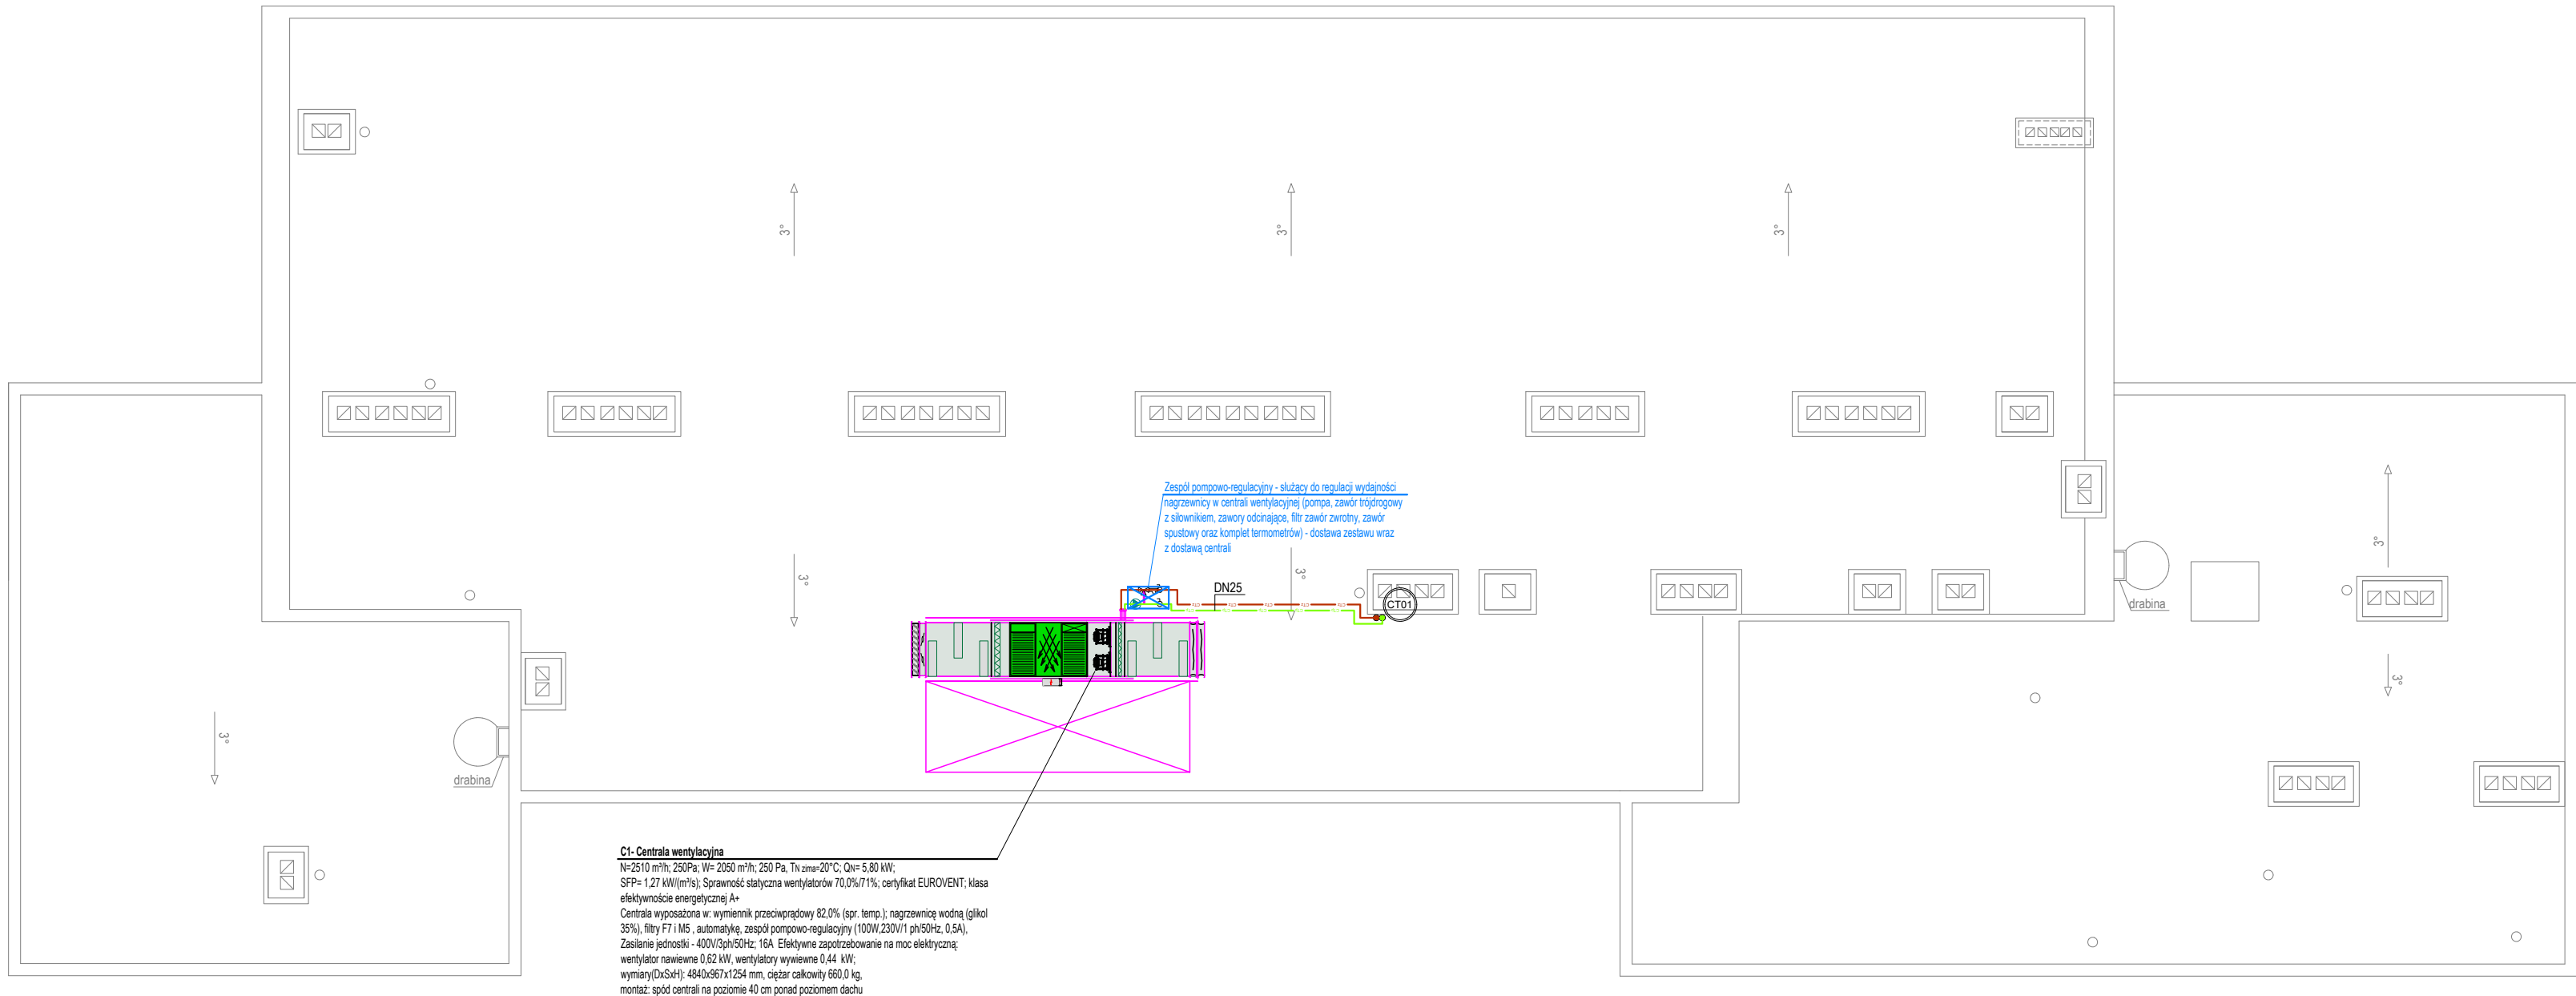 3°
3°
3°
Zespół pompowo-regulacyjny - służący do regulacji wydajności
nagrzewnicy w centrali wentylacyjnej (pompa, zawór trójdrogowy
z siłownikiem, zawory odcinające, filtr zawór zwrotny, zawór
spustowy oraz komplet termometrów) - dostawa zestawu wraz
z dostawą centrali
3°
3°
3°
DN25
CT01
drabina
3°
3°
drabina
C1- Centrala wentylacyjna
N=2510 m³/h; 250Pa; W= 2050 m³/h; 250 Pa, TN zima=20°C; QN= 5,80 kW;
SFP= 1,27 kW/(m³/s); Sprawność statyczna wentylatorów 70,0%/71%; certyfikat EUROVENT; klasa
efektywnoście energetycznej A+
Centrala wyposażona w: wymiennik przeciwprądowy 82,0% (spr. temp.); nagrzewnicę wodną (glikol
35%), filtry F7 i M5 , automatykę, zespół pompowo-regulacyjny (100W,230V/1 ph/50Hz, 0,5A),
Zasilanie jednostki - 400V/3ph/50Hz; 16A Efektywne zapotrzebowanie na moc elektryczną:
wentylator nawiewne 0,62 kW, wentylatory wywiewne 0,44 kW;
wymiary(DxSxH): 4840x967x1254 mm, ciężar całkowity 660,0 kg,
montaż: spód centrali na poziomie 40 cm ponad poziomem dachu